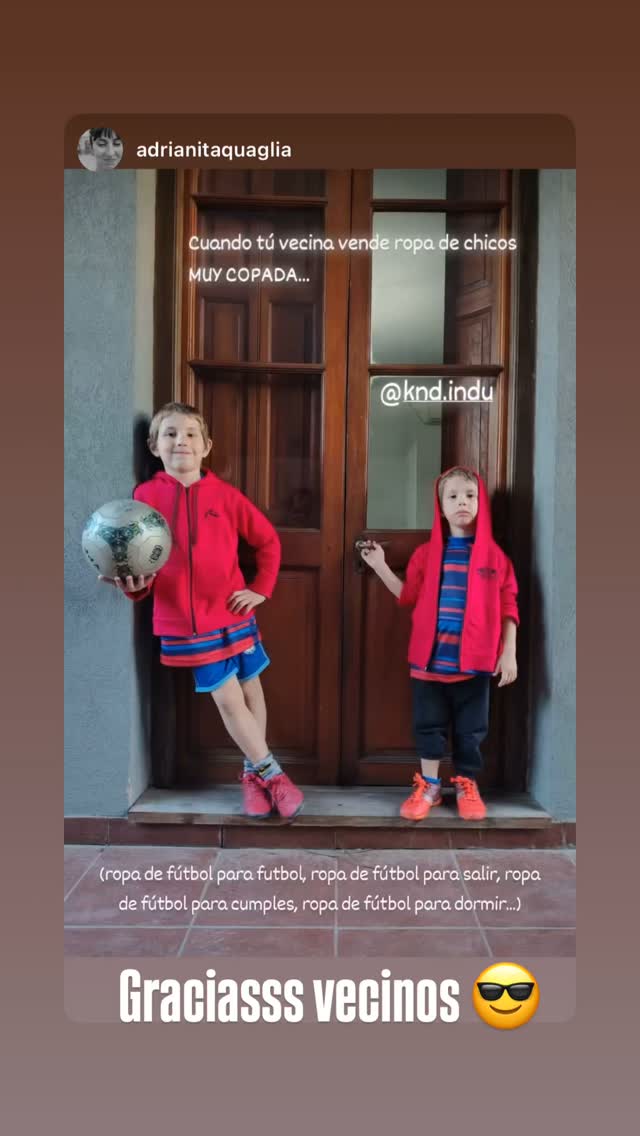 adrianitaquaglia
Cuando tú vecina vende ropa de chicos
MUY COPADA...
@knd.indu
(ropa de fútbol para futbol, ropa de fútbol para salir, ropa
de fútbol para cumples, ropa de fútbol para dormir...)
Graciasss vecinos 😎